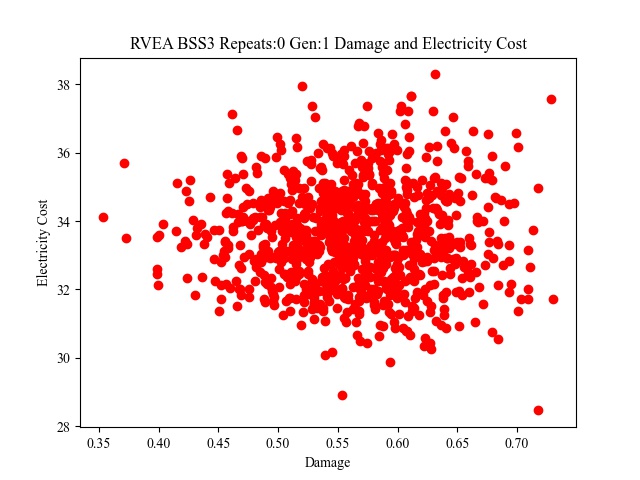 RVEA BSS3 Repeats:0 Gen:1 Damage and Electricity Cost
38
36
34
32
30
28
Electricity Cost
0.35 0.40 0.45 0.50 0.55 0.60 0.65 0.70
Damage